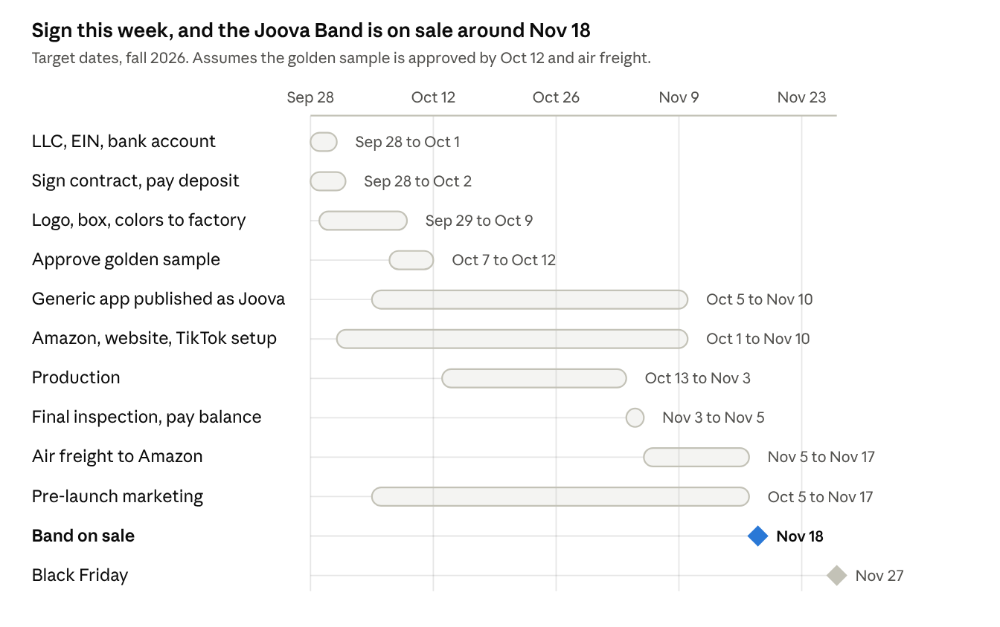 Sign this week, and the Joova Band is on sale around Nov 18
Target dates, fall 2026. Assumes the golden sample is approved by Oct 12 and air freight.
Sep 28 Oct 12 Oct 26 Nov 9 Nov 23
LLC, EIN, bank account Sep 28 to Oct 1
Sign contract, pay deposit Sep 28 to Oct 2
Logo, box, colors to factory Sep 29 to Oct 9
Approve golden sample Oct 7 to Oct 12
Generic app published as Joova Oct 5 to Nov 10
Amazon, website, TikTok setup Oct 1 to Nov 10
Production Oct 13 to Nov 3
Final inspection, pay balance Nov 3 to Nov 5
Air freight to Amazon Nov 5 to Nov 17
Pre-launch marketing Oct 5 to Nov 17
Band on sale Nov 18
Black Friday Nov 27